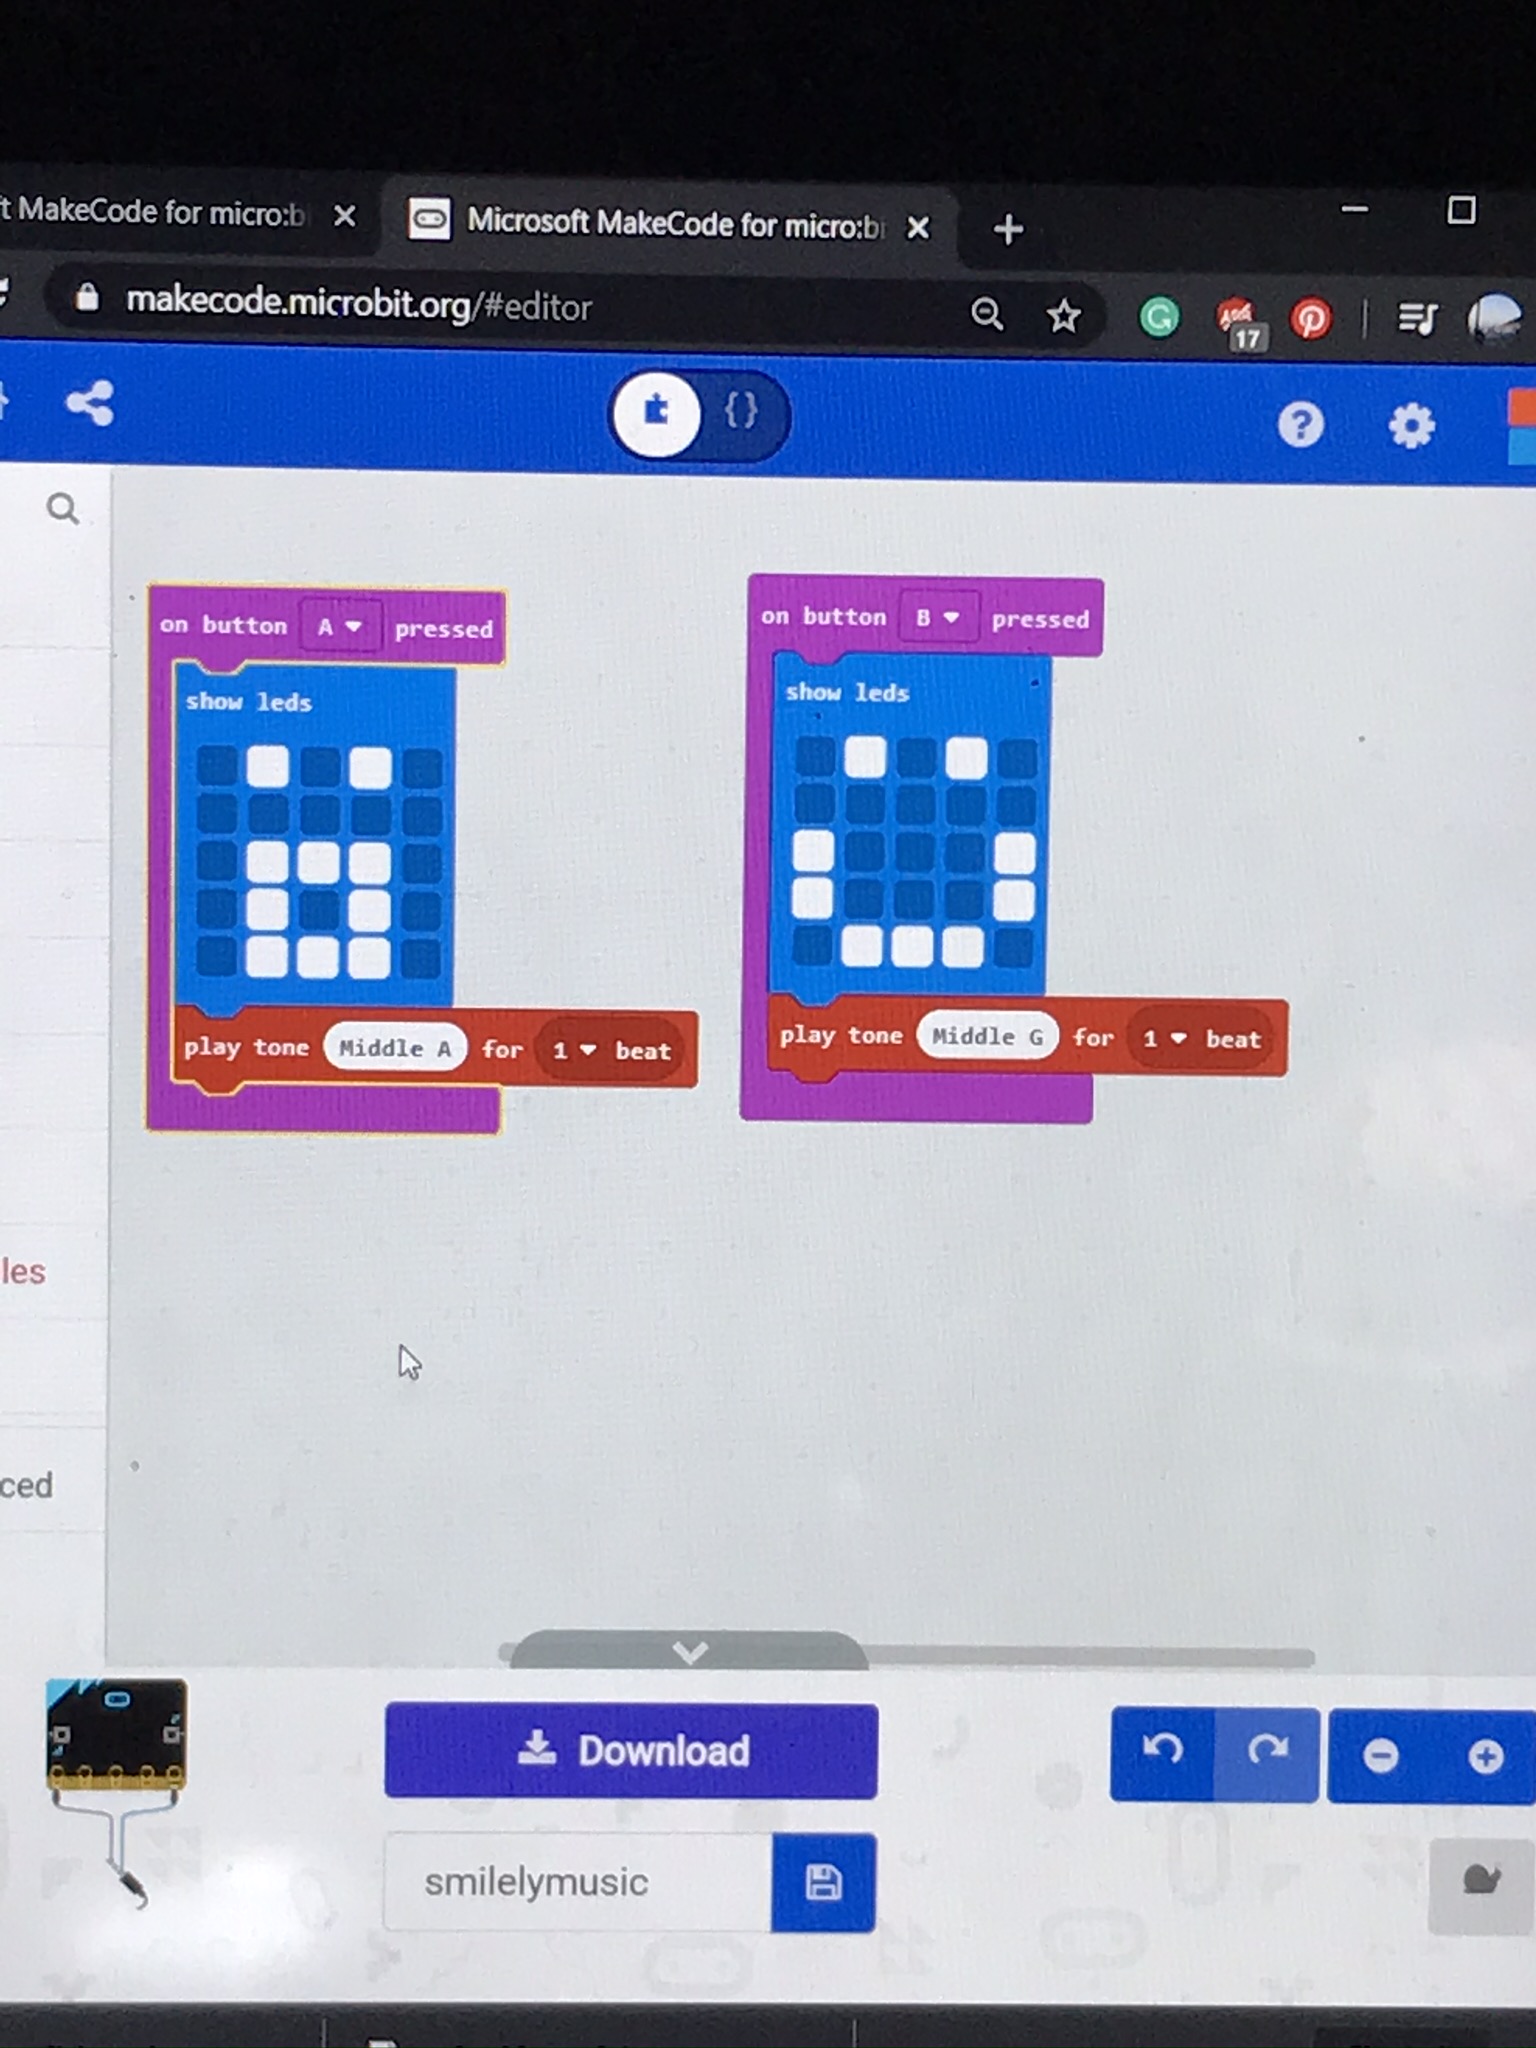 t MakeCode for micro:b
Microsoft MakeCode for micro:bi
makecode.microbit.org/#editor
17
{}
?
on button A pressed
show leds
play tone Middle A for 1 beat
on button B pressed
show leds
play tone Middle G for 1 beat
les
ced
Download
smilelymusic